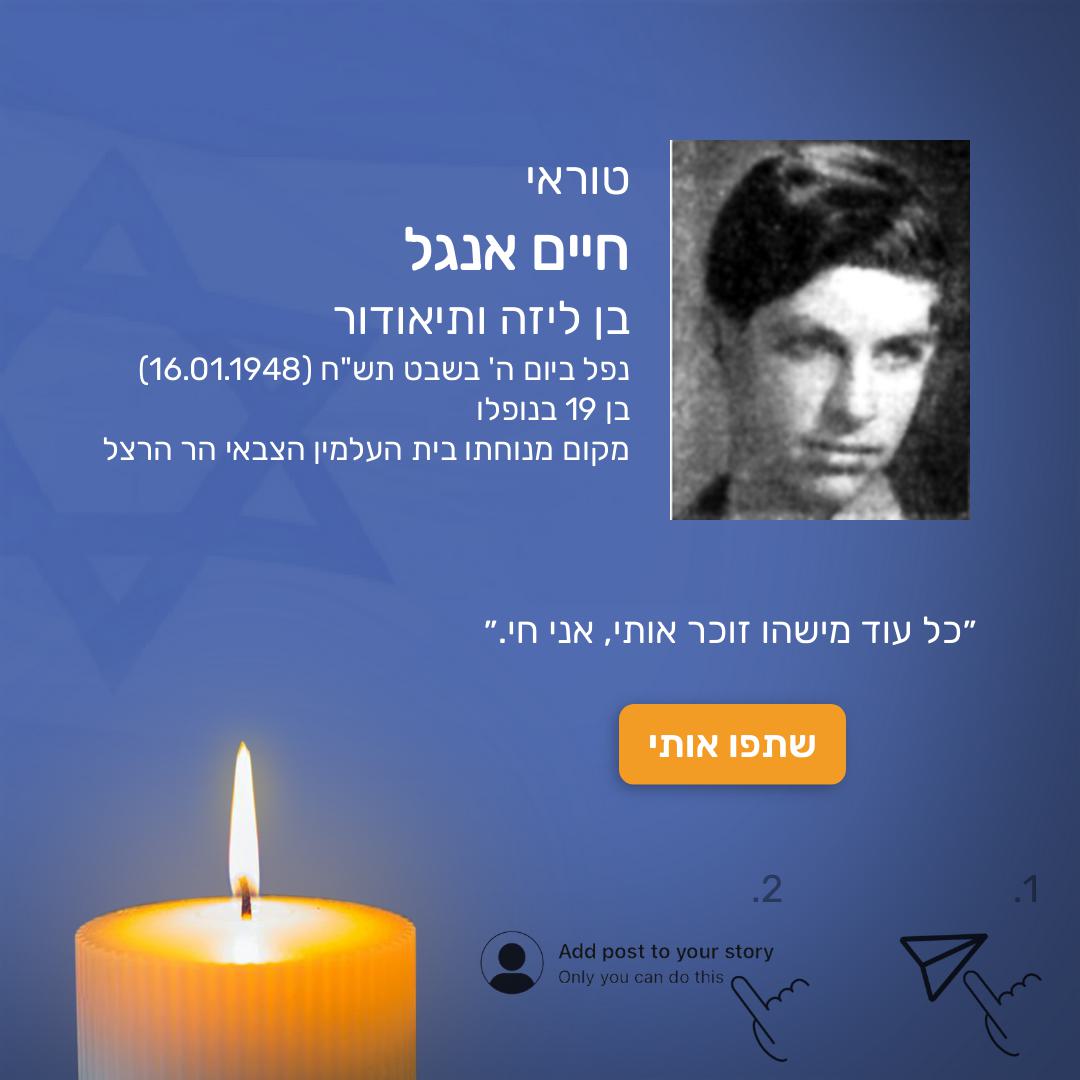 טוראי
חיים אנגל
בן ליזה ותיאודור
נפל ביום ה' בשבט תש"ח (16.01.1948)
בן 19 בנופלו
מקום מנוחתו בית העלמין הצבאי הר הרצל
״כל עוד מישהו זוכר אותי, אני חי.״
שתפו אותי
1.
2.
Add post to your story
Only you can do this